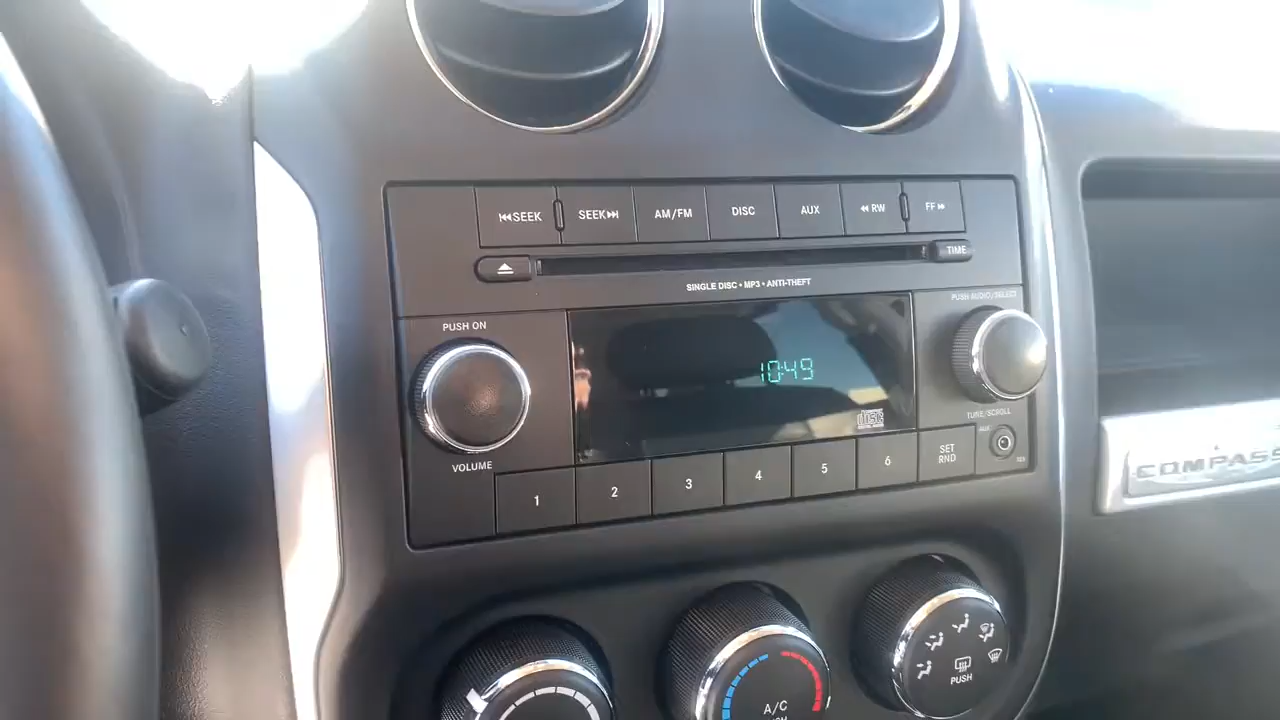 SEEK
SEEK
AM/FM
DISC
AUX
RW
FF
TIME
SINGLE DISC • MP3 • ANTI-THEFT
PUSH ON
PUSH AUDIO/SELECT
10:49
VOLUME
TUNE/SCROLL
AUX
disc
1
2
3
4
5
6
SET
RND
COMPASS
A/C
PUSH